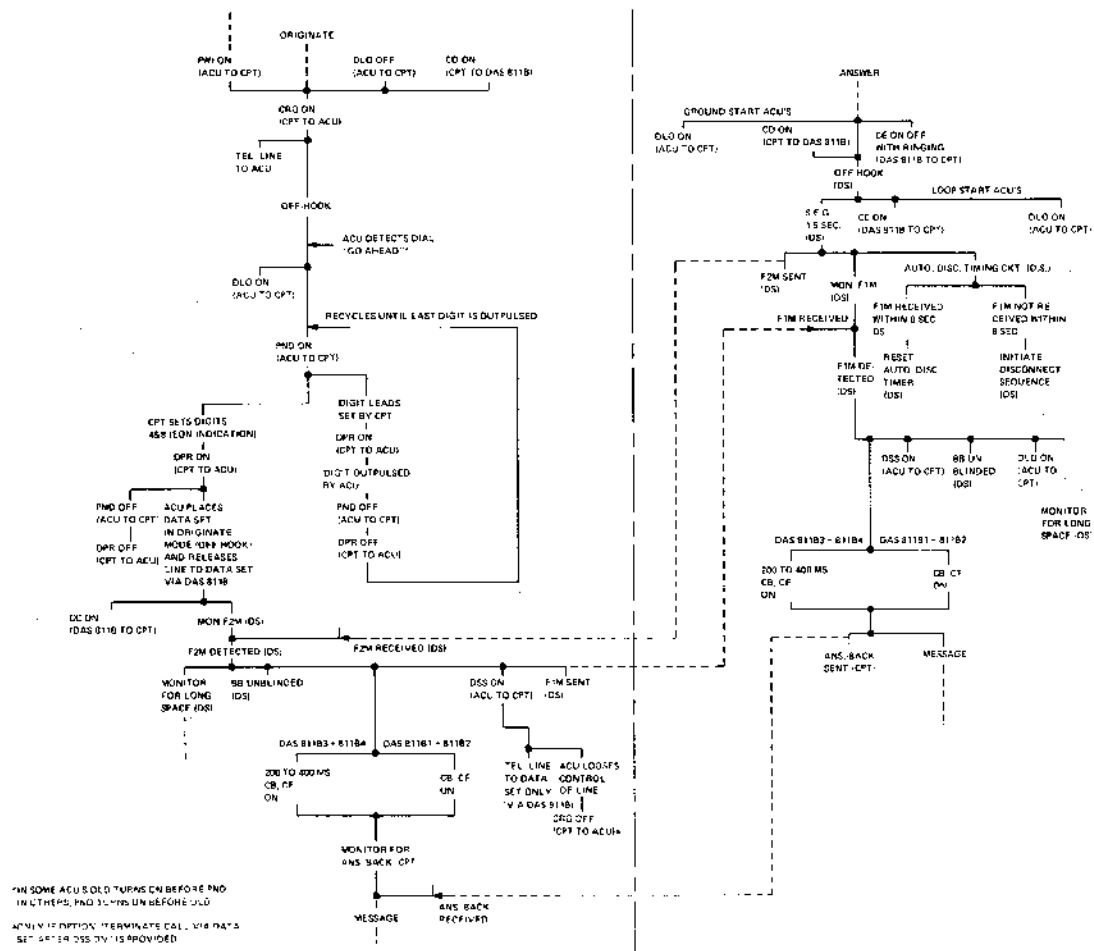 ORIGINATE
PWI ON
(ACU TO CPT)
DLO OFF
(ACU TO CPT)
CD ON
(CPT TO DAS 811B)
CRQ ON
(CPT TO ACU)
TEL. LINE
TO ACU
OFF-HOOK
ACU DETECTS DIAL
"GO AHEAD"*
DLO ON
(ACU TO CPT)
RECYCLES UNTIL LAST DIGIT IS OUTPULSED
PND ON
(ACU TO CPT)
DIGIT LEADS
SET BY CPT
DPR ON
(CPT TO ACU)
DIGIT OUTPULSED
BY ACU
PND OFF
(ACU TO CPT)
DPR OFF
(CPT TO ACU)
CPT SETS DIGITS
4&8 (EON INDICATION)
DPR ON
(CPT TO ACU)
PND OFF
(ACU TO CPT)
DPR OFF
(CPT TO ACU)
ACU PLACES
DATA SET
IN ORIGINATE
MODE (OFF HOOK)
AND RELEASES
LINE TO DATA SET
VIA DAS 811B
(DAS 811B TO CPT)
MON F2M (DS)
F2M RECEIVED (DS)
F2M DETECTED (DS)
MONITOR
FOR LONG
SPACE (DS)
BB UNBLINDED
(DS)
DSS ON
(ACU TO CPT)
F1M SENT
(DS)
DAS 811B3 - 811B4
DAS 811B1 - 811B2
200 TO 400 MS
CB, CF
ON
CB, CF
ON
TEL. LINE
TO DATA
SET ONLY
(VIA DAS 811B)
ACU LOOSES
CONTROL
OF LINE
CRQ OFF
(CPT TO ACU)
MONITOR FOR
ANS. BACK CPT
MESSAGE
ANS. BACK
RECEIVED
*IN SOME ACU'S DLO TURNS ON BEFORE PND
IN OTHERS, PND TURNS ON BEFORE DLO
ONLY IF OPTION "TERMINATE CALL VIA DATA
SET AFTER DSS ON" IS PROVIDED
ANSWER
GROUND START ACU'S
DLO ON
(ACU TO CPT)
CD ON
(CPT TO DAS 811B)
CE ON OFF
WITH RINGING
(DAS 811B TO CPT)
OFF HOOK
(DS)
LOOP START ACU'S
1.5 SEC.
(DS)
(DAS 811B TO CPT)
DLO ON
(ACU TO CPT)
F2M SENT
(DS)
MON. F1M
(DS)
AUTO. DISC. TIMING CKT. (D.S.)
F1M RECEIVED
F1M RECEIVED
WITHIN 8 SEC
DS
F1M NOT RE
CEIVED WITHIN
8 SEC
RESET
AUTO-DISC
TIMER
(DS)
INITIATE
DISCONNECT
SEQUENCE (DS)
F1M DE-
TECTED
(DS)
DSS ON
(ACU TO CPT)
BB UN
BLINDED
(DS)
DLO ON
(ACU TO
CPT)
MONITOR
FOR LONG
SPACE (DS)
DAS 811B3 - 811B4
DAS 811B1 - 811B2
200 TO 400 MS
CB, CF
ON
CB, CF
ON
ANS.-BACK
SENT (CPT)
MESSAGE